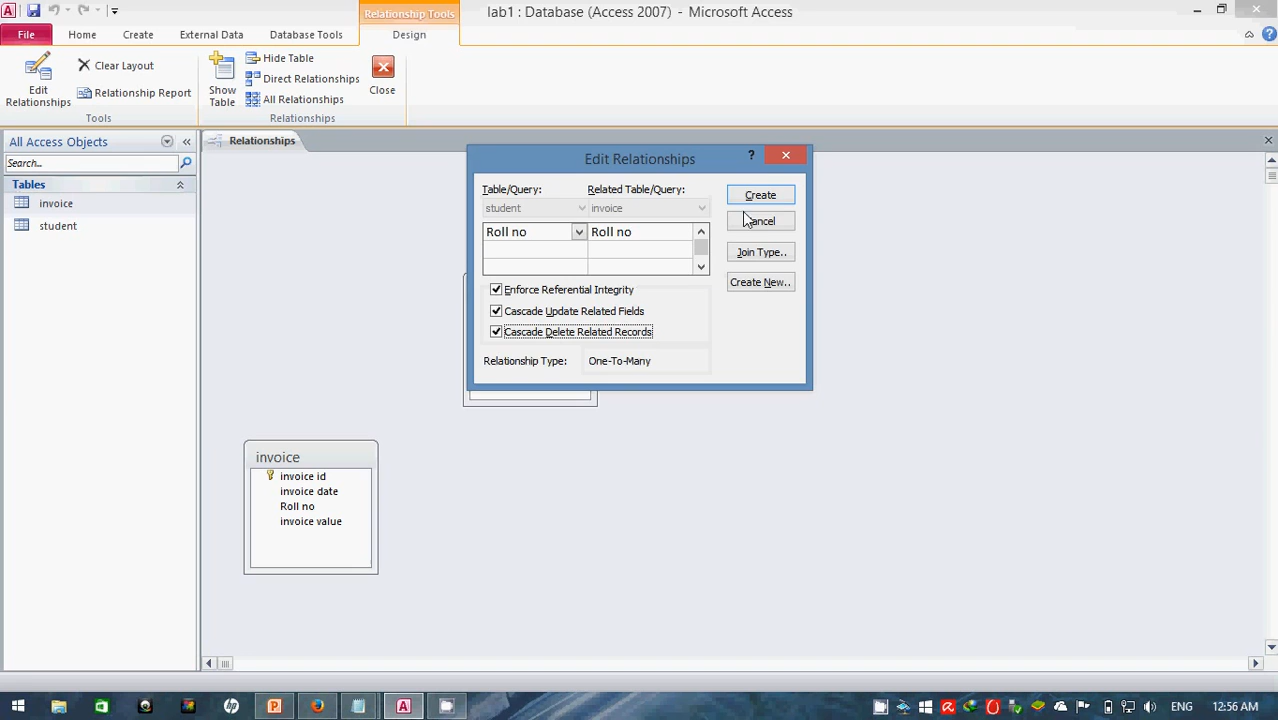 Relationship Tools
lab1 : Database (Access 2007) - Microsoft Access
File
Home
Create
External Data
Database Tools
Design
Edit
Relationships
Clear Layout
Relationship Report
Tools
Show
Table
Hide Table
Direct Relationships
All Relationships
Close
Relationships
All Access Objects
Search...
Tables
invoice
student
Relationships
Edit Relationships
?
Table/Query:
Related Table/Query:
student
invoice
Roll no
Roll no
Enforce Referential Integrity
Cascade Update Related Fields
Cascade Delete Related Records
Relationship Type:
One-To-Many
Create
Cancel
Join Type..
Create New..
invoice
invoice id
invoice date
Roll no
invoice value
ENG
12:56 AM